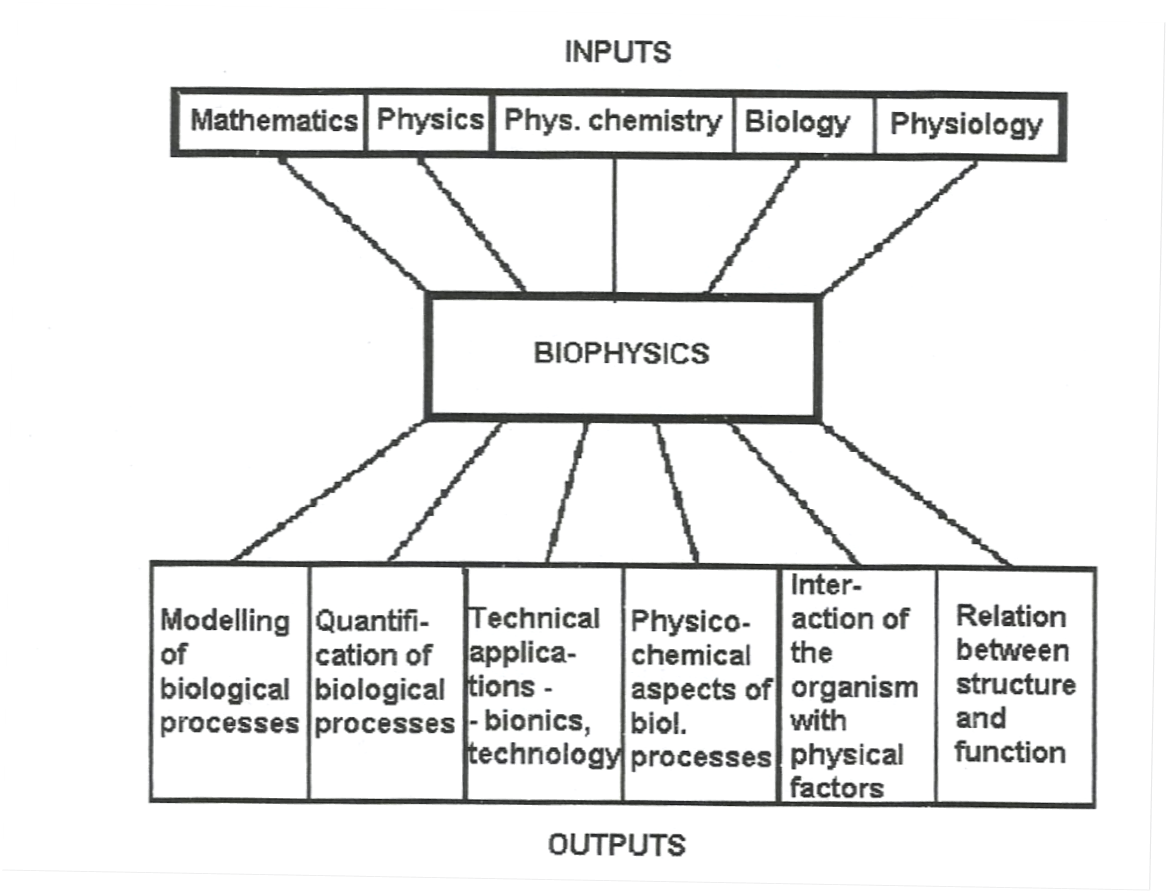 INPUTS
Mathematics Physics Phys. chemistry Biology Physiology
BIOPHYSICS
Modelling
of
biological
processes
Quantifi-
cation of
biological
processes
Technical
applica-
tions -
- bionics,
technology
Physico-
chemical
aspects of
biol.
processes
Inter-
action of
the
organism
with
physical
factors
Relation
between
structure
and
function
OUTPUTS